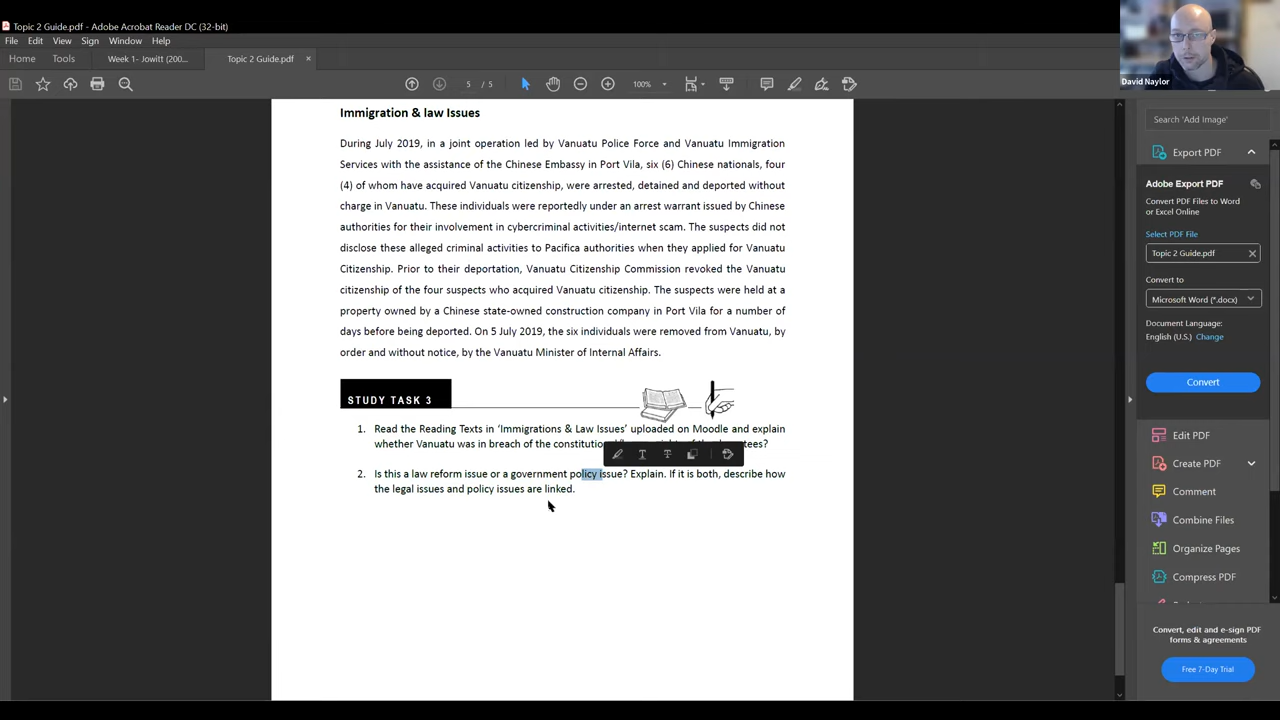 Topic 2 Guide.pdf - Adobe Acrobat Reader DC (32-bit)
File Edit View Sign Window Help
Home Tools Week 1- Jowitt (200... Topic 2 Guide.pdf ×
5 / 5 100%
David Naylor
Immigration & law Issues
During July 2019, in a joint operation led by Vanuatu Police Force and Vanuatu Immigration
Services with the assistance of the Chinese Embassy in Port Vila, six (6) Chinese nationals, four
(4) of whom have acquired Vanuatu citizenship, were arrested, detained and deported without
charge in Vanuatu. These individuals were reportedly under an arrest warrant issued by Chinese
authorities for their involvement in cybercriminal activities/internet scam. The suspects did not
disclose these alleged criminal activities to Pacifica authorities when they applied for Vanuatu
Citizenship. Prior to their deportation, Vanuatu Citizenship Commission revoked the Vanuatu
citizenship of the four suspects who acquired Vanuatu citizenship. The suspects were held at a
property owned by a Chinese state-owned construction company in Port Vila for a number of
days before being deported. On 5 July 2019, the six individuals were removed from Vanuatu, by
order and without notice, by the Vanuatu Minister of Internal Affairs.
STUDY TASK 3
1. Read the Reading Texts in ‘Immigrations & Law Issues’ uploaded on Moodle and explain
whether Vanuatu was in breach of the
2. Is this a law reform issue or a government policy issue? Explain. If it is both, describe how
the legal issues and policy issues are linked.
Search 'Add Image'
Export PDF
Adobe Export PDF
Convert PDF Files to Word
or Excel Online
Select PDF File
Topic 2 Guide.pdf
Convert to
Microsoft Word (*.docx)
Document Language:
English (U.S.) Change
Convert
Edit PDF
Create PDF
Comment
Combine Files
Organize Pages
Compress PDF
Convert, edit and e-sign PDF
forms & agreements
Free 7-Day Trial